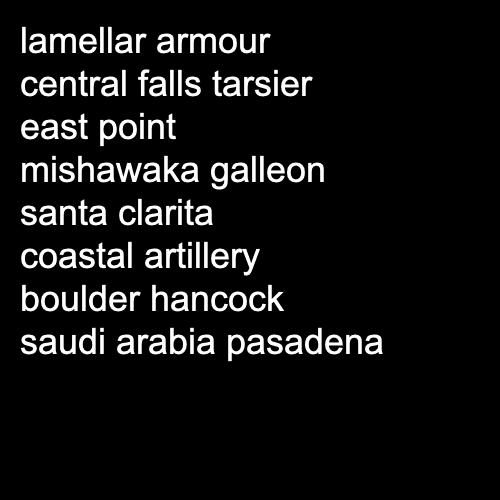 lamellar armour
central falls tarsier
east point
mishawaka galleon
santa clarita
coastal artillery
boulder hancock
saudi arabia pasadena